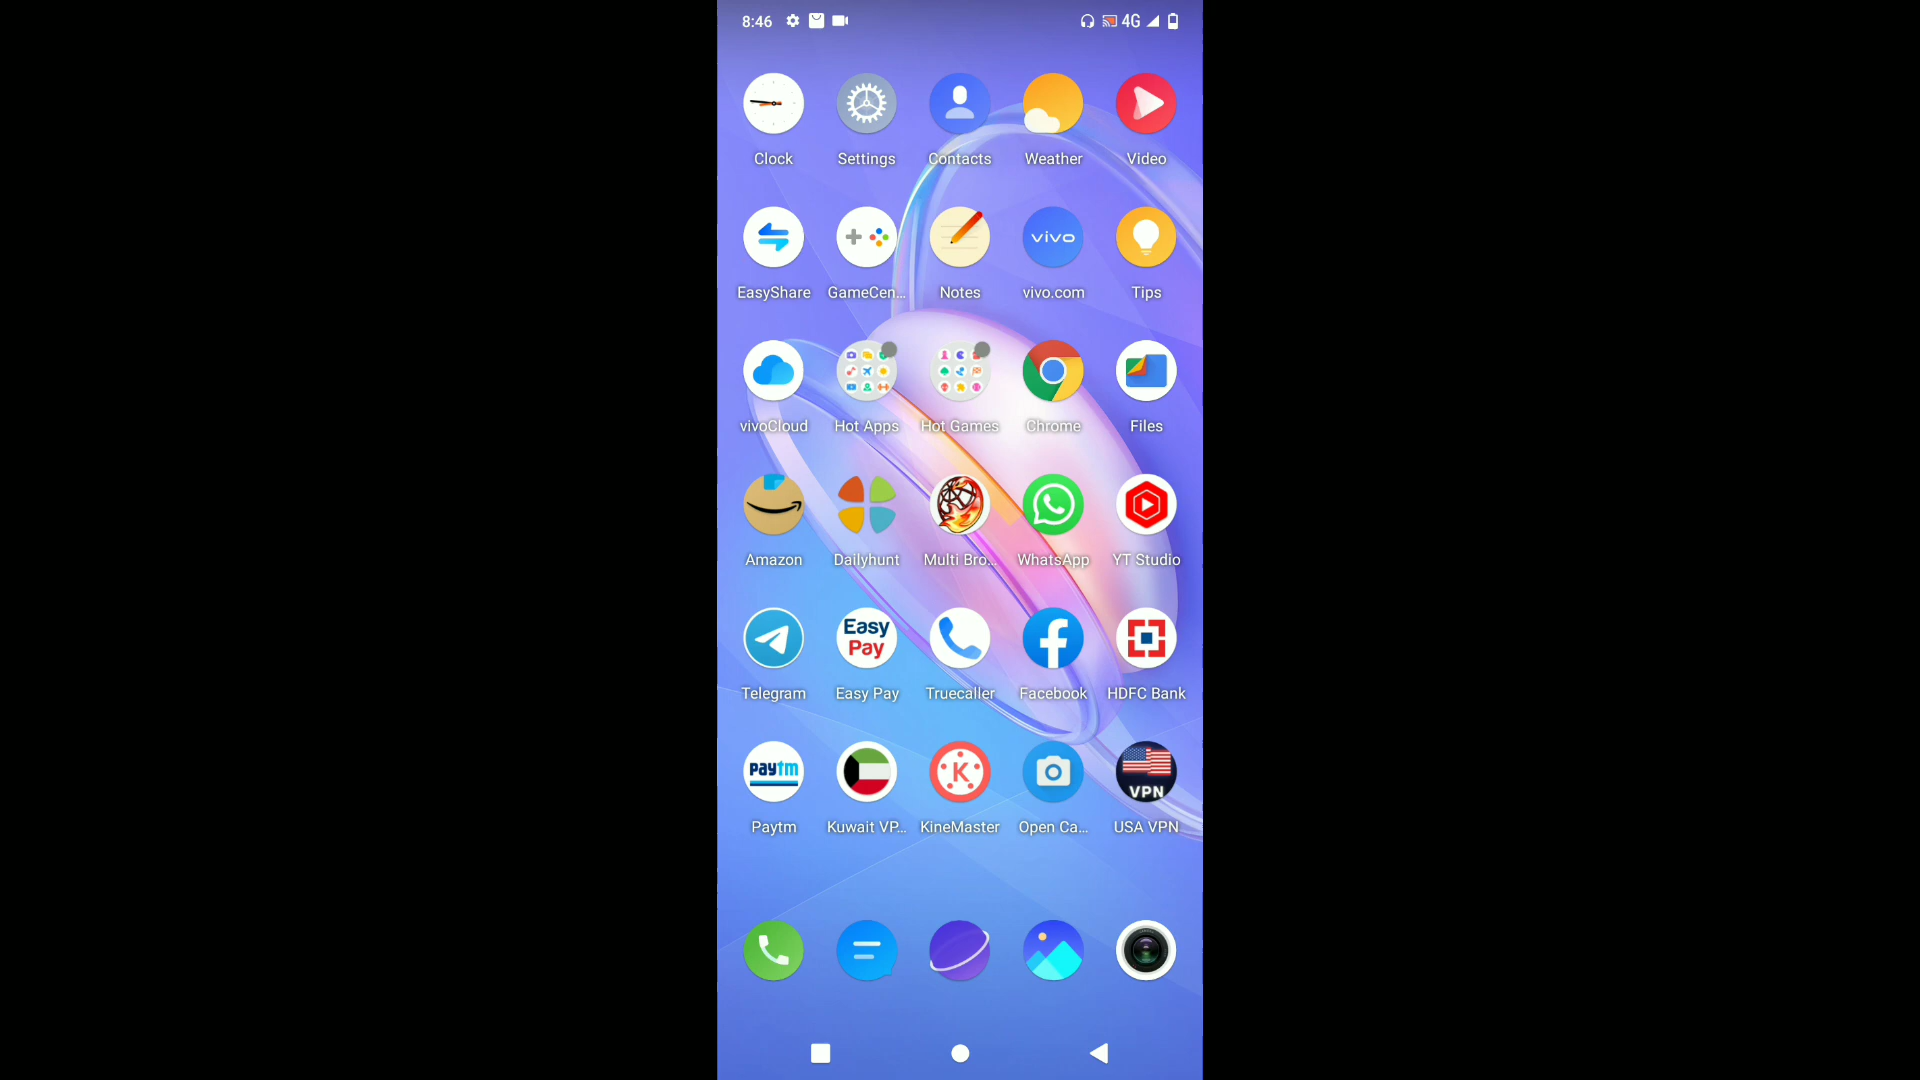 8:46 4G
Clock Settings Contacts Weather Video
vivo
EasyShare GameCen... Notes vivo.com Tips
vivoCloud Hot Apps Hot Games Chrome Files
Amazon Dailyhunt Multi Bro... WhatsApp YT Studio
Easy
Pay
Telegram Easy Pay Truecaller Facebook HDFC Bank
paytm K VPN
Paytm Kuwait VP... KineMaster Open Ca... USA VPN